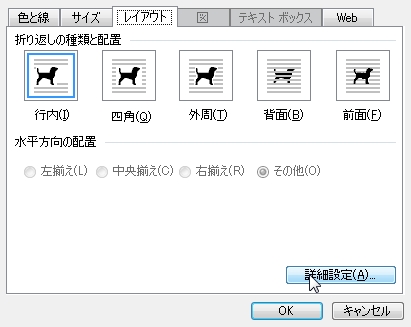 色と線 サイズ レイアウト 図 テキスト ボックス Web
折り返しの種類と配置
行内(I) 四角(Q) 外周(T) 背面(B) 前面(F)
水平方向の配置
左揃え(L) 中央揃え(C) 右揃え(R) その他(O)
詳細設定(A)...
OK キャンセル